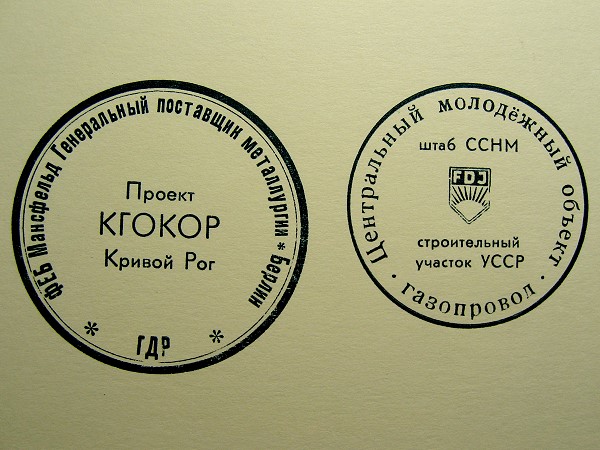 ФЕБ Мансфельд Генеральный поставщик металлургии * Берлин
Проект
КГОКОР
Кривой Рог
* ГДР *
Центральный молодёжный объект
штаб ССНМ
FDJ
строительный
участок УССР
· газопровод ·